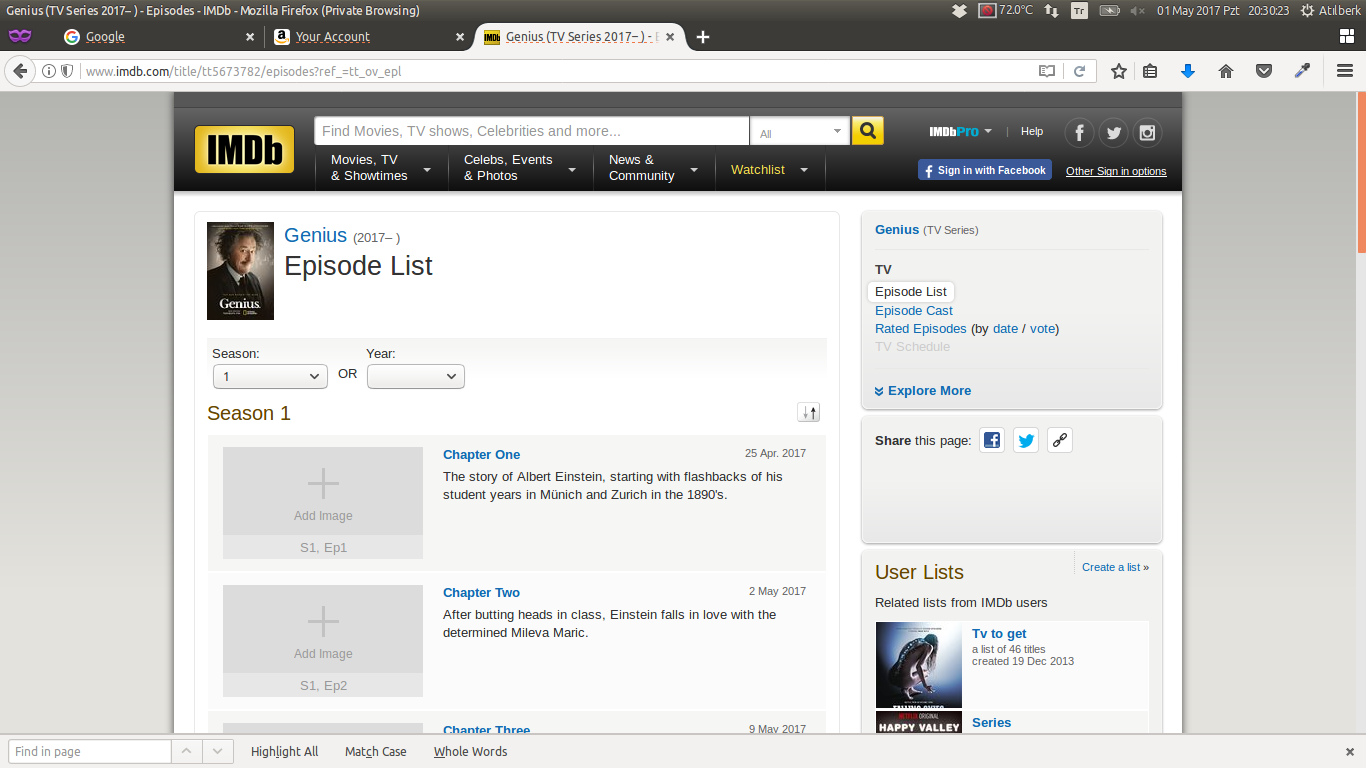 Genius (TV Series 2017– ) - Episodes - IMDb - Mozilla Firefox (Private Browsing)
72.0°C
Tr
01 May 2017 Pzt
20:30:23
Atılberk
Google
Your Account
IMDb
Genius (TV Series 2017– ) -
www.imdb.com/title/tt5673782/episodes?ref_=tt_ov_epl
IMDb
Find Movies, TV shows, Celebrities and more...
All
IMDbPro
|
Help
Movies, TV
& Showtimes
Celebs, Events
& Photos
News &
Community
Watchlist
Sign in with Facebook
Other Sign in options
Genius.
Genius (2017– )
Episode List
Season:
1
OR
Year:
Season 1
Add Image
S1, Ep1
Chapter One
25 Apr. 2017
The story of Albert Einstein, starting with flashbacks of his
student years in Münich and Zurich in the 1890's.
Add Image
S1, Ep2
Chapter Two
2 May 2017
After butting heads in class, Einstein falls in love with the
determined Mileva Maric.
Chapter Three
9 May 2017
Genius (TV Series)
TV
Episode List
Episode Cast
Rated Episodes (by date / vote)
TV Schedule
Explore More
Share this page:
User Lists
Create a list »
Related lists from IMDb users
FALLING SKIES
Tv to get
a list of 46 titles
created 19 Dec 2013
NETFLIX ORIGINAL
HAPPY VALLEY
Series
Find in page
Highlight All
Match Case
Whole Words